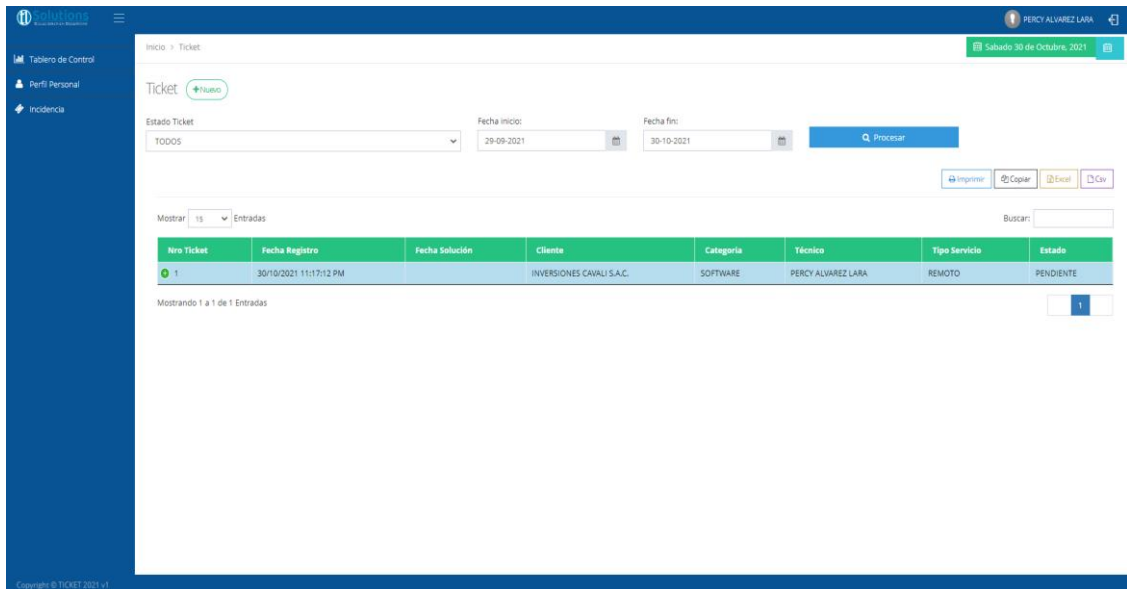 Solutions
PERCY ALVAREZ LARA
Tablero de Control
Perfil Personal
Incidencia
Inicio > Ticket
Sabado 30 de Octubre, 2021
Ticket
+Nuevo
Estado Ticket
Fecha inicio:
Fecha fin:
TODOS
29-09-2021
30-10-2021
Procesar
Imprimir Copiar Excel Csv
Mostrar 15 Entradas
Buscar:
Nro Ticket Fecha Registro Fecha Solución Cliente Categoria Técnico Tipo Servicio Estado
1 30/10/2021 11:17:12 PM INVERSIONES CAVALI S.A.C. SOFTWARE PERCY ALVAREZ LARA REMOTO PENDIENTE
Mostrando 1 a 1 de 1 Entradas
1
Copyright © TICKET 2021 v1